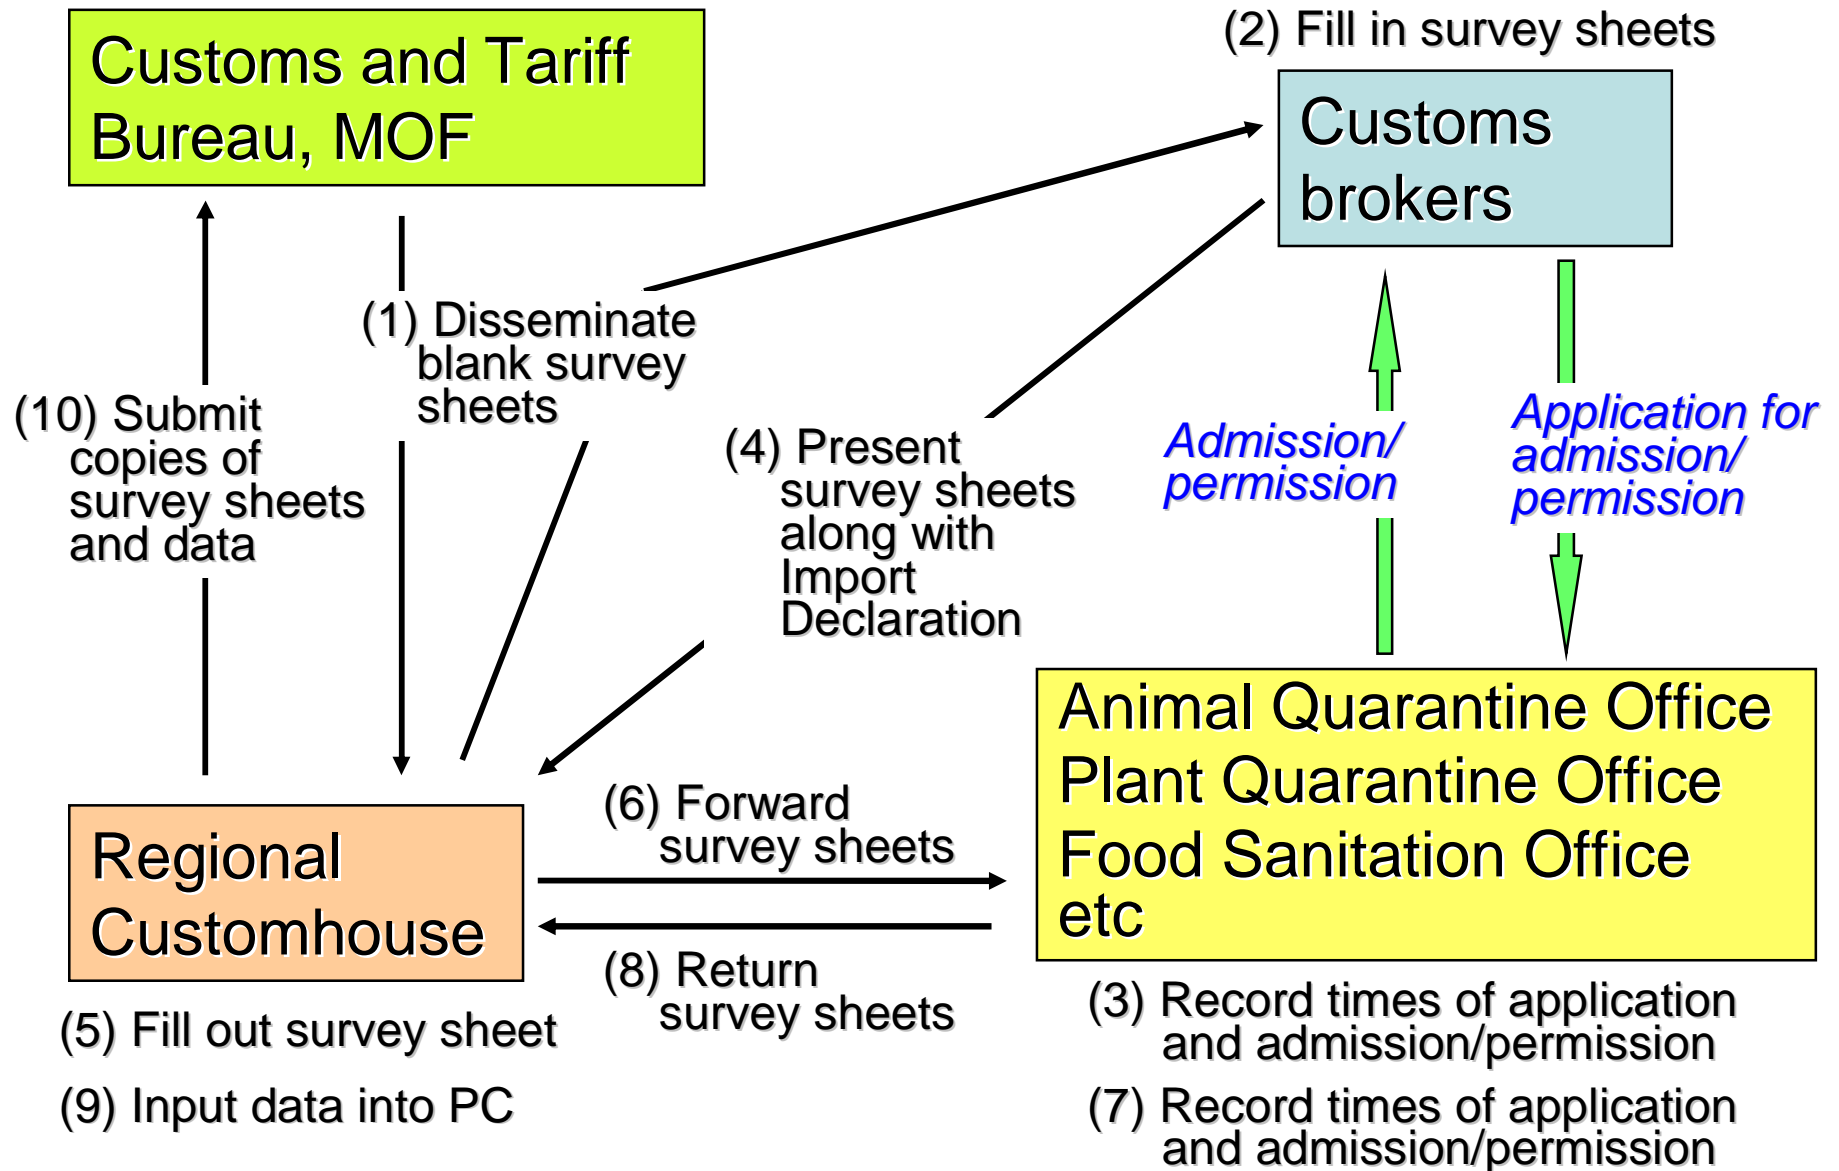 Customs and Tariff
Bureau, MOF
(2) Fill in survey sheets
Customs
brokers
(1) Disseminate
blank survey
sheets
(10) Submit
copies of
survey sheets
and data
(4) Present
survey sheets
along with
Import
Declaration
Admission/
permission
Application for
admission/
permission
Regional
Customhouse
(6) Forward
survey sheets
(8) Return
survey sheets
Animal Quarantine Office
Plant Quarantine Office
Food Sanitation Office
etc
(5) Fill out survey sheet
(9) Input data into PC
(3) Record times of application
and admission/permission
(7) Record times of application
and admission/permission